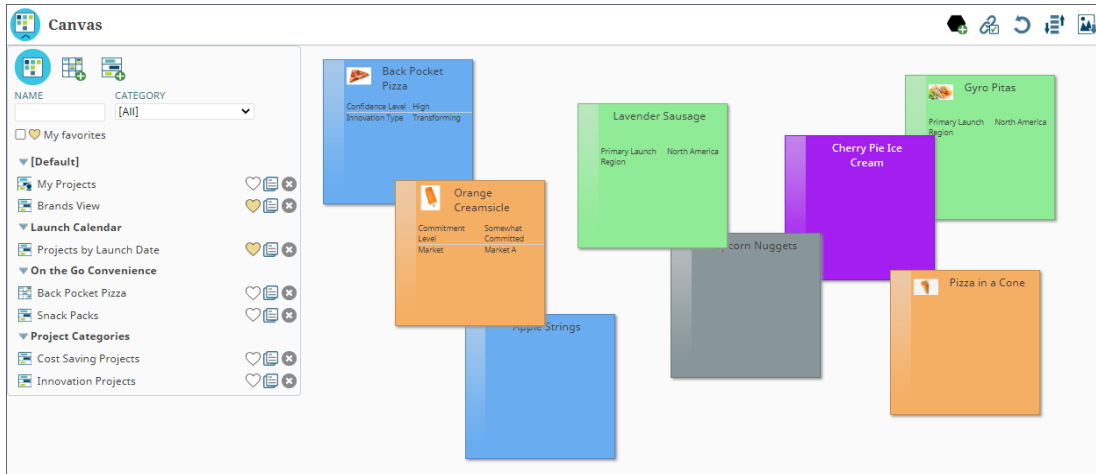 Canvas
NAME
CATEGORY
[All]
My favorites
[Default]
My Projects
Brands View
Launch Calendar
Projects by Launch Date
On the Go Convenience
Back Pocket Pizza
Snack Packs
Project Categories
Cost Saving Projects
Innovation Projects
Back Pocket
Pizza
Confidence Level High
Innovation Type Transforming
Orange
Creamsicle
Commitment Somewhat
Level Committed
Market Market A
Apple Strings
Lavender Sausage
Primary Launch North America
Region
corn Nuggets
Cherry Pie Ice
Cream
Gyro Pitas
Primary Launch North America
Region
Pizza in a Cone